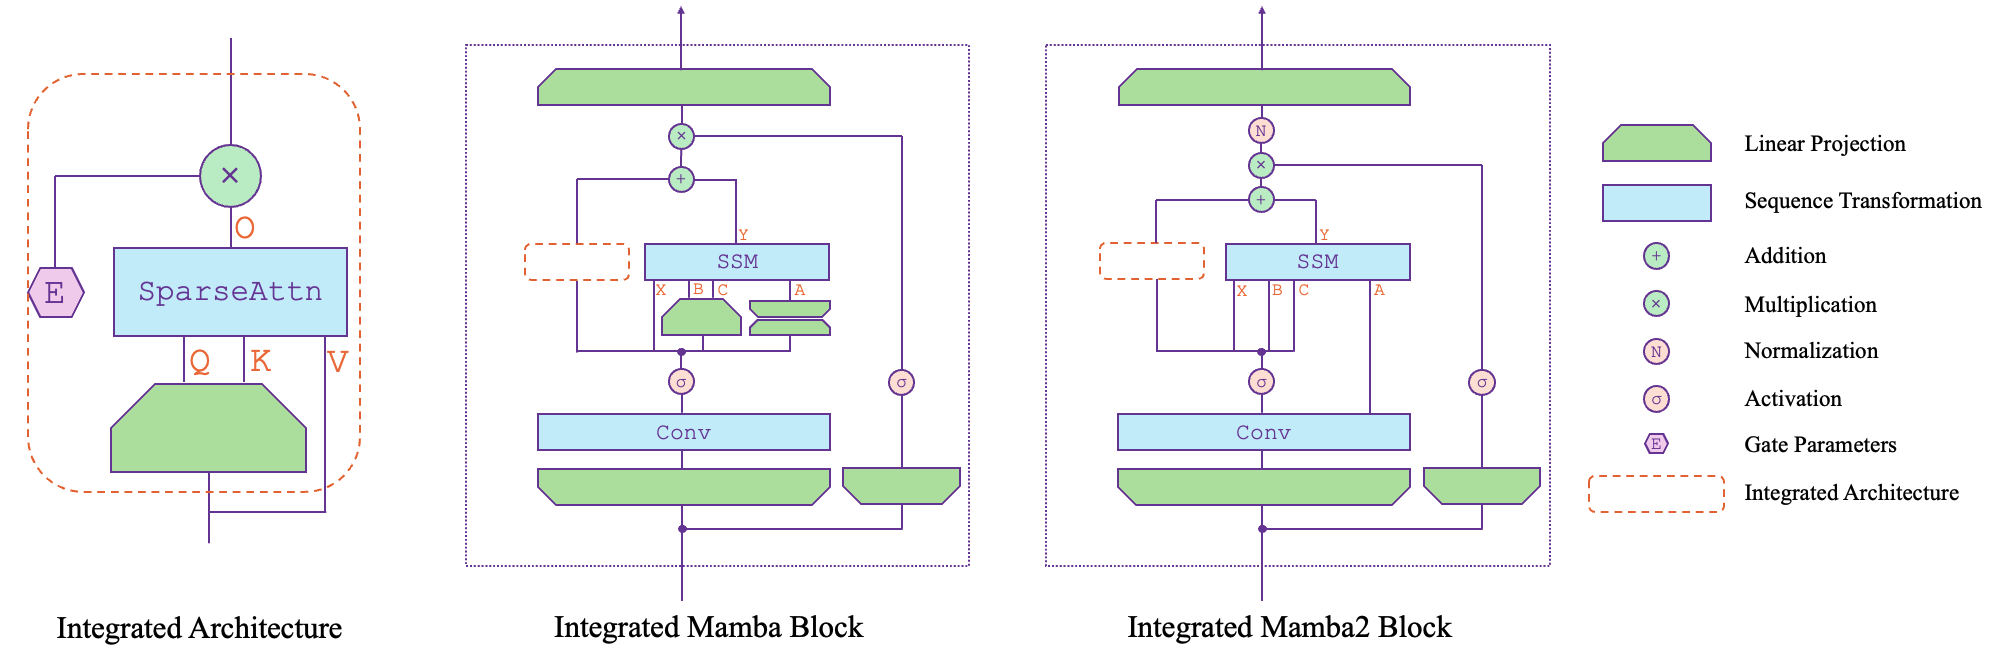 ×
O
E
SparseAttn
Q K V
Integrated Architecture
×
+
Y
SSM
X B C A
σ
σ
Conv
Integrated Mamba Block
N
×
+
Y
SSM
X B C A
σ
σ
Conv
Integrated Mamba2 Block
Linear Projection
Sequence Transformation
+ Addition
× Multiplication
N Normalization
σ Activation
E Gate Parameters
Integrated Architecture